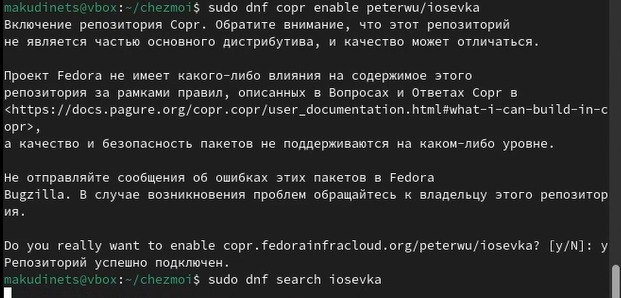 makudinets@vbox:~/chezmoi$ sudo dnf copr enable peterwu/iosevka
Включение репозитория Copr. Обратите внимание, что этот репозиторий
не является частью основного дистрибутива, и качество может отличаться.
Проект Fedora не имеет какого-либо влияния на содержимое этого
репозитория за рамками правил, описанных в Вопросах и Ответах Copr в
<https://docs.pagure.org/copr.copr/user_documentation.html#what-i-can-build-in-c
opr>,
а качество и безопасность пакетов не поддерживаются на каком-либо уровне.
Не отправляйте сообщения об ошибках этих пакетов в Fedora
Bugzilla. В случае возникновения проблем обращайтесь к владельцу этого репозитор
ия.
Do you really want to enable copr.fedorainfracloud.org/peterwu/iosevka? [y/N]: y
Репозиторий успешно подключен.
makudinets@vbox:~/chezmoi$ sudo dnf search iosevka